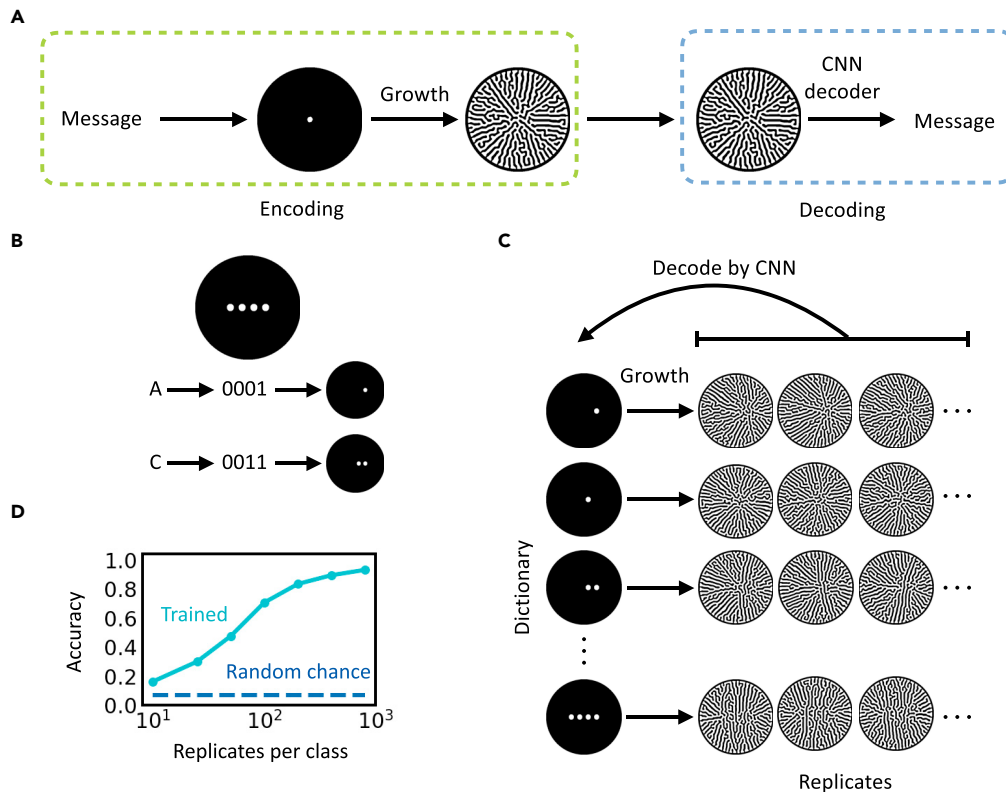 A
Message
Growth
CNN
decoder
Message
Encoding
Decoding
B
A
0001
C
0011
C
Decode by CNN
Growth
Dictionary
Replicates
D
1.0
0.8
0.6
0.4
0.2
0.0
Accuracy
Trained
Random chance
10¹
10²
10³
Replicates per class